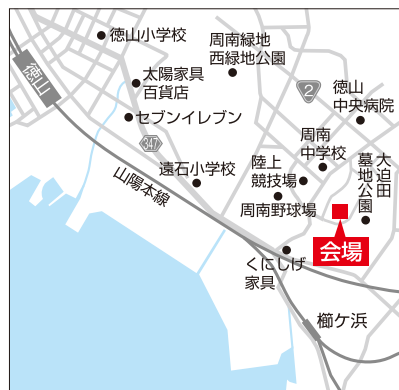 徳山小学校
周南緑地
西緑地公園
徳山
太陽家具
百貨店
2
徳山
中央病院
セブンイレブン
周南
中学校
347
遠石小学校
陸上
競技場
大迫田
墓地公園
山陽本線
周南野球場
会場
くにしげ
家具
櫛ケ浜